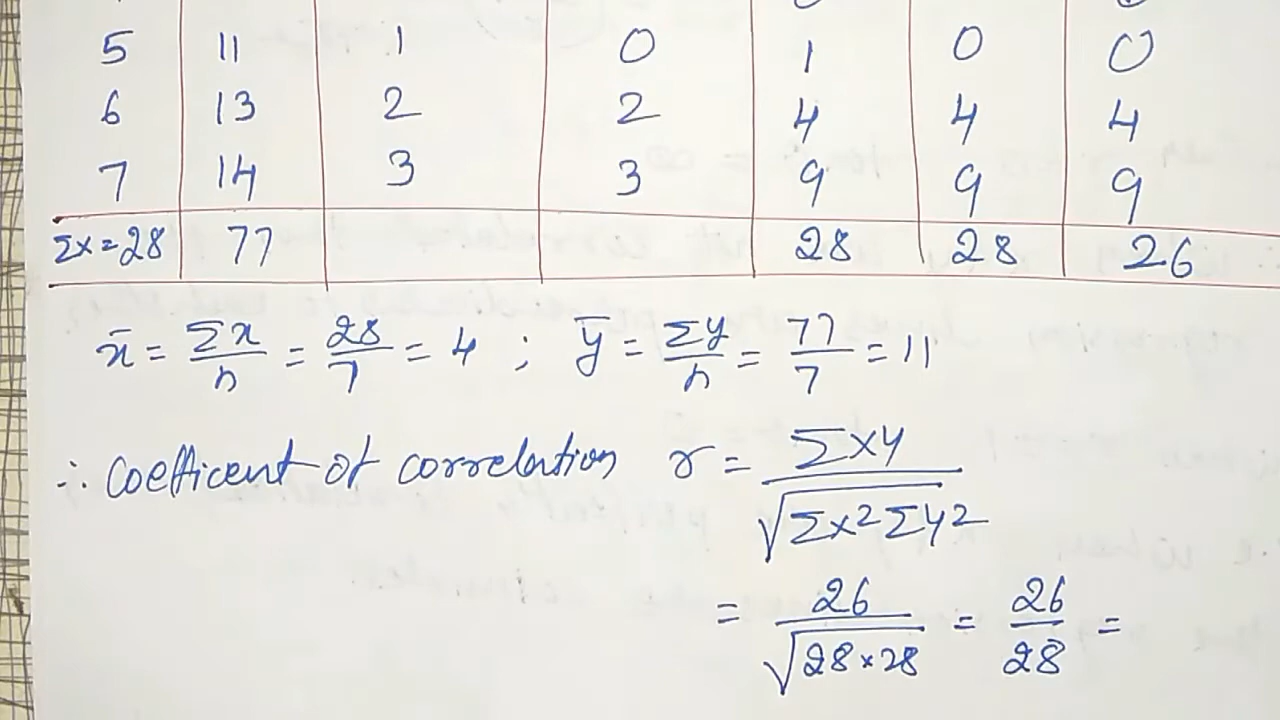 5 11 1 0 1 0 0
6 13 2 2 4 4 4
7 14 3 3 9 9 9
Σx=28 77 28 28 26
x̄ = Σx/n = 28/7 = 4 ; ȳ = Σy/n = 77/7 = 11
∴ Coefficent of correlation r = ΣXY/√ΣX²ΣY²
= 26/√28×28 = 26/28 =